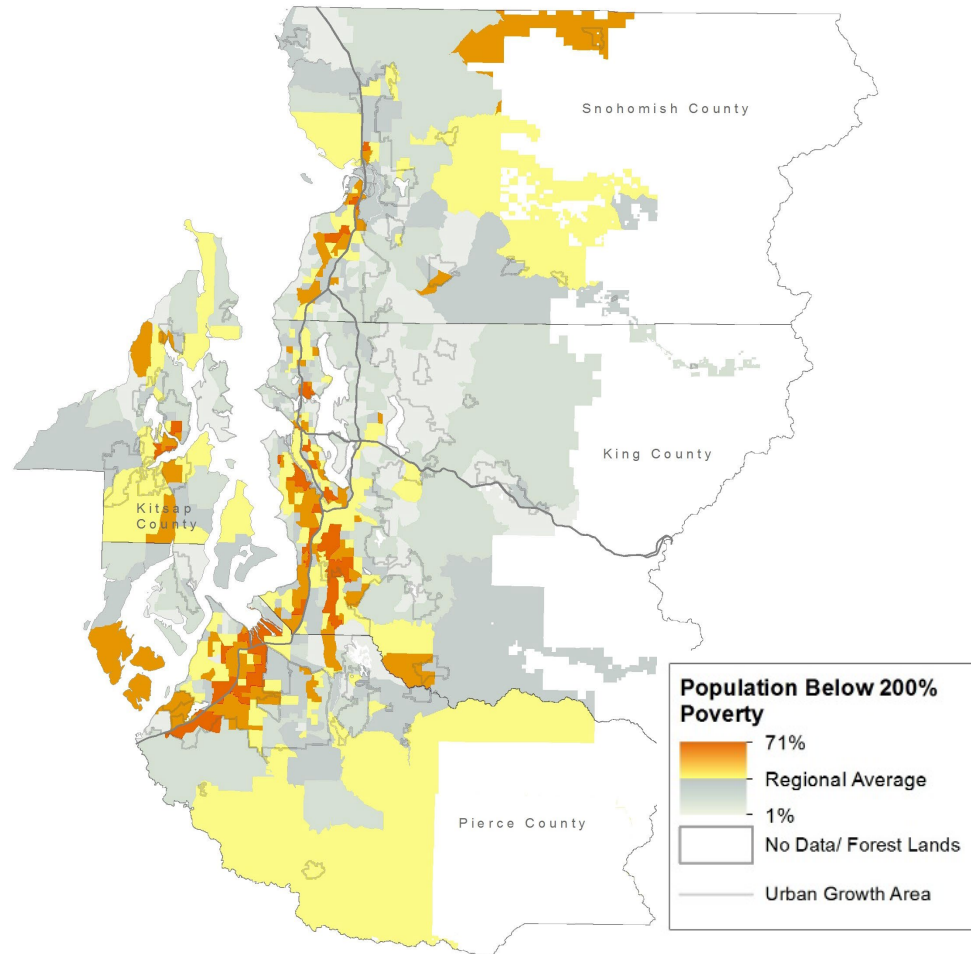 Snohomish County
King County
Kitsap
County
Pierce County
Population Below 200%
Poverty
71%
Regional Average
1%
No Data/ Forest Lands
Urban Growth Area